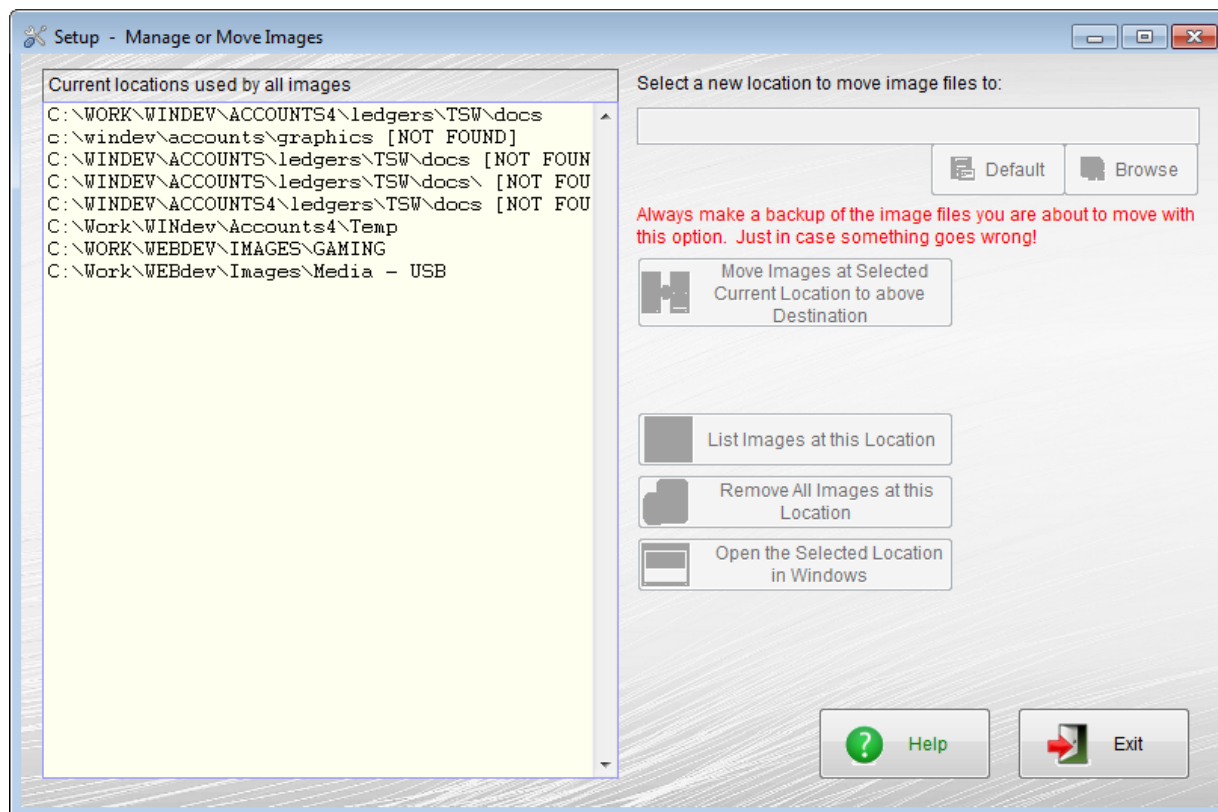 Setup - Manage or Move Images
Current locations used by all images
C:\WORK\WINDEV\ACCOUNTS4\ledgers\TSW\docs
c:\windev\accounts\graphics [NOT FOUND]
C:\WINDEV\ACCOUNTS\ledgers\TSW\docs [NOT FOUN
C:\WINDEV\ACCOUNTS\ledgers\TSW\docs\ [NOT FOU
C:\WINDEV\ACCOUNTS4\ledgers\TSW\docs [NOT FOU
C:\Work\WINdev\Accounts4\Temp
C:\WORK\WEBDEV\IMAGES\GAMING
C:\Work\WEBdev\Images\Media - USB
Select a new location to move image files to:
Default
Browse
Always make a backup of the image files you are about to move with
this option.  Just in case something goes wrong!
Move Images at Selected
Current Location to above
Destination
List Images at this Location
Remove All Images at this
Location
Open the Selected Location
in Windows
Help
Exit